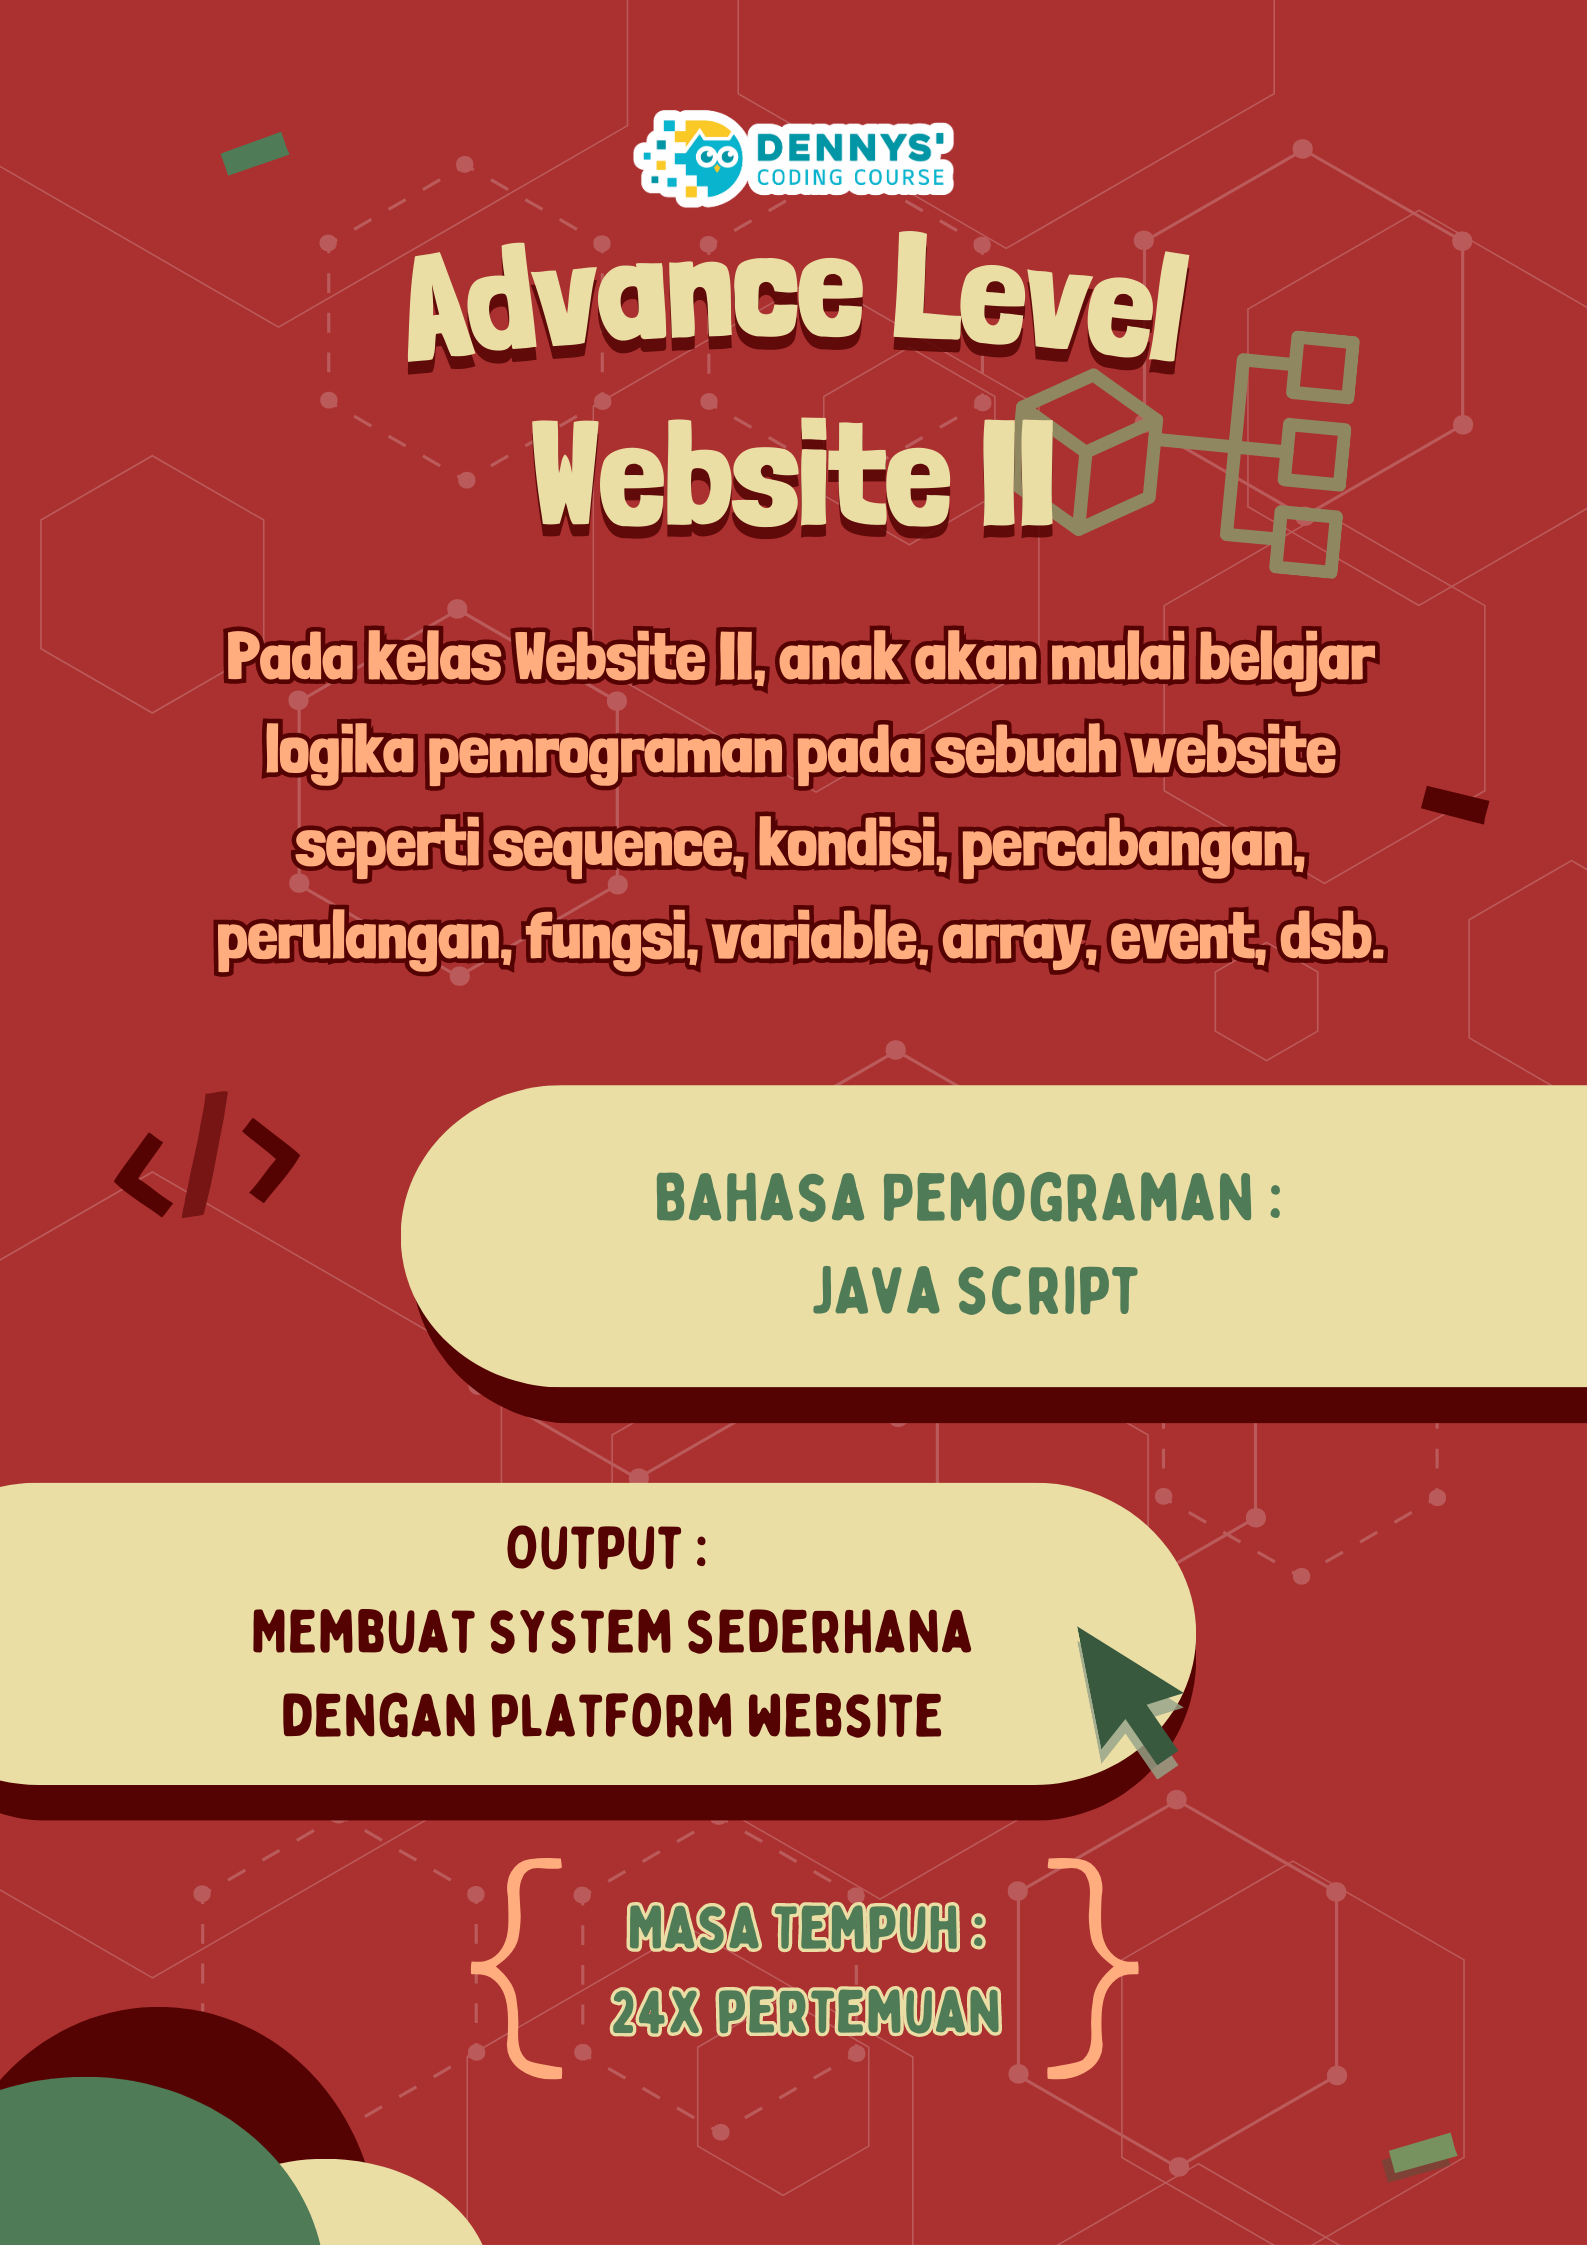 DENNYS'
CODING COURSE
Advance Level
Website II
Pada kelas Website II, anak akan mulai belajar
logika pemrograman pada sebuah website
seperti sequence, kondisi, percabangan,
perulangan, fungsi, variable, array, event, dsb.
</>
BAHASA PEMOGRAMAN :
JAVA SCRIPT
OUTPUT :
MEMBUAT SYSTEM SEDERHANA
DENGAN PLATFORM WEBSITE
MASA TEMPUH :
24X PERTEMUAN